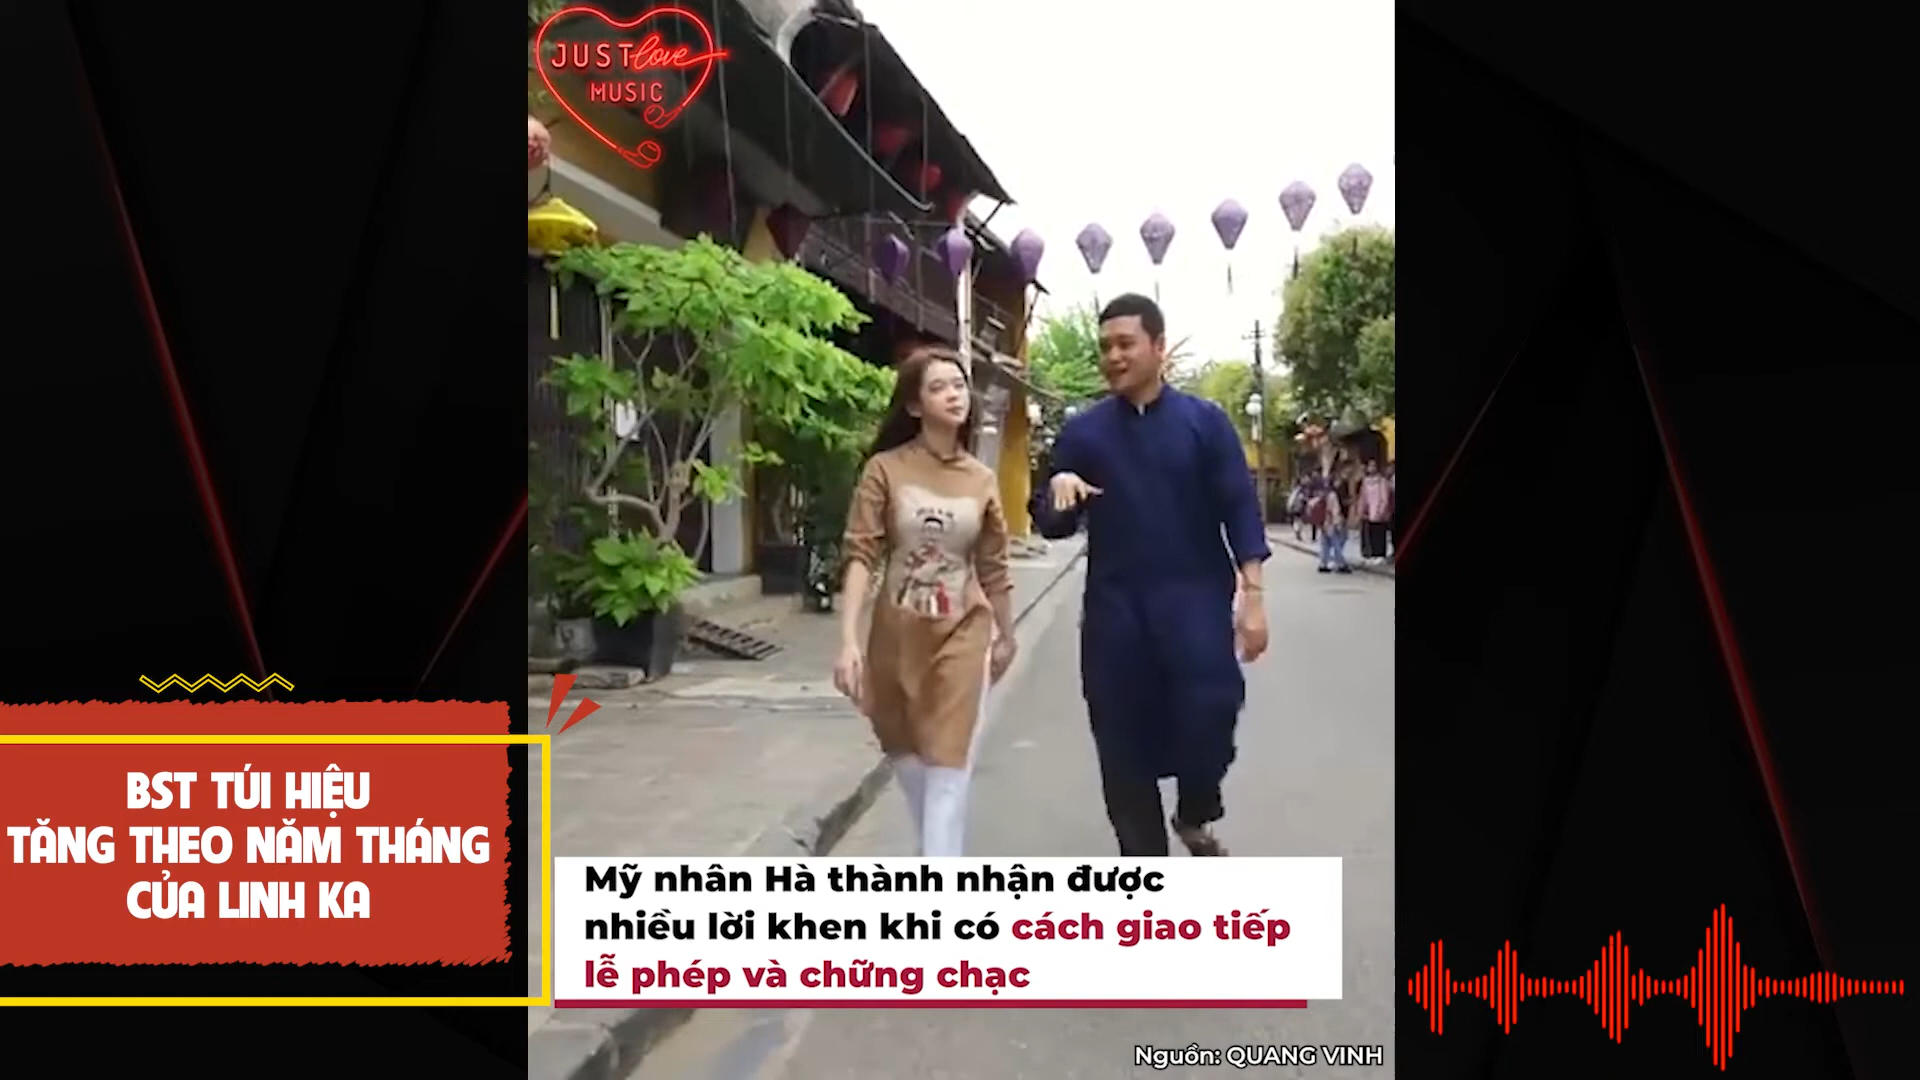 JUST love
MUSIC
BST TÚI HIỆU
TĂNG THEO NĂM THÁNG
CỦA LINH KA
Mỹ nhân Hà thành nhận được
nhiều lời khen khi có cách giao tiếp
lễ phép và chững chạc
Nguồn: QUANG VINH